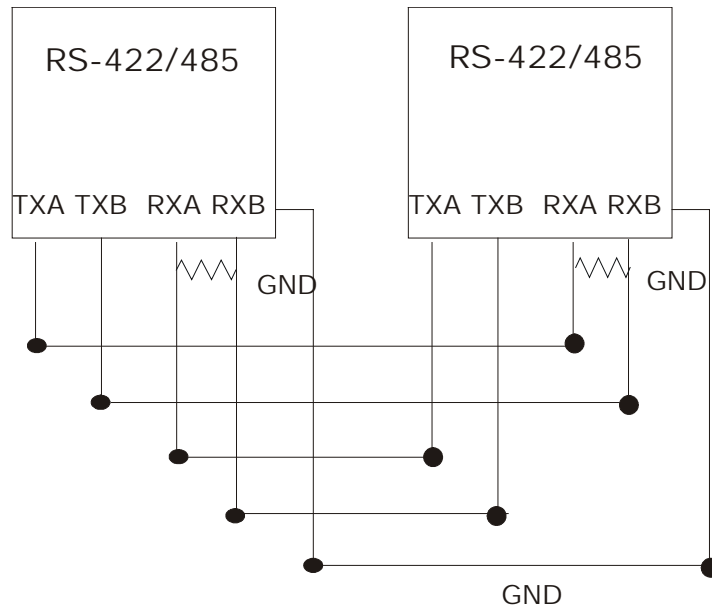 RS-422/485
RS-422/485
TXA TXB RXA RXB
TXA TXB RXA RXB
GND
GND
GND